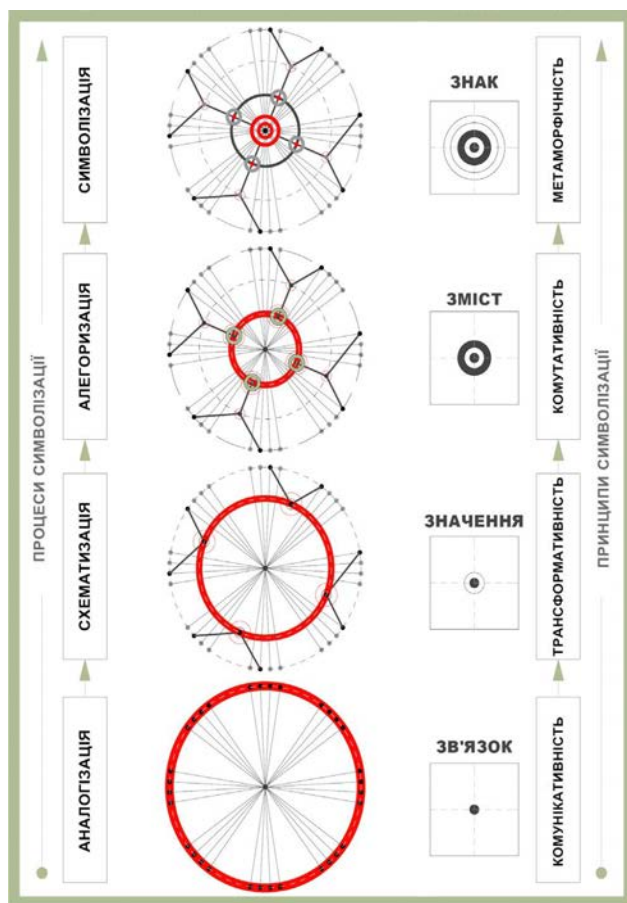 ПРОЦЕСИ СИМВОЛІЗАЦІЇ
СИМВОЛІЗАЦІЯ
АЛЕГОРИЗАЦІЯ
СХЕМАТИЗАЦІЯ
АНАЛОГІЗАЦІЯ
ЗНАК
ЗМІСТ
ЗНАЧЕННЯ
ЗВ'ЯЗОК
МЕТАМОРФІЧНІСТЬ
КОМУТАТИВНІСТЬ
ТРАНСФОРМАТИВНІСТЬ
КОМУНІКАТИВНІСТЬ
ПРИНЦИПИ СИМВОЛІЗАЦІЇ